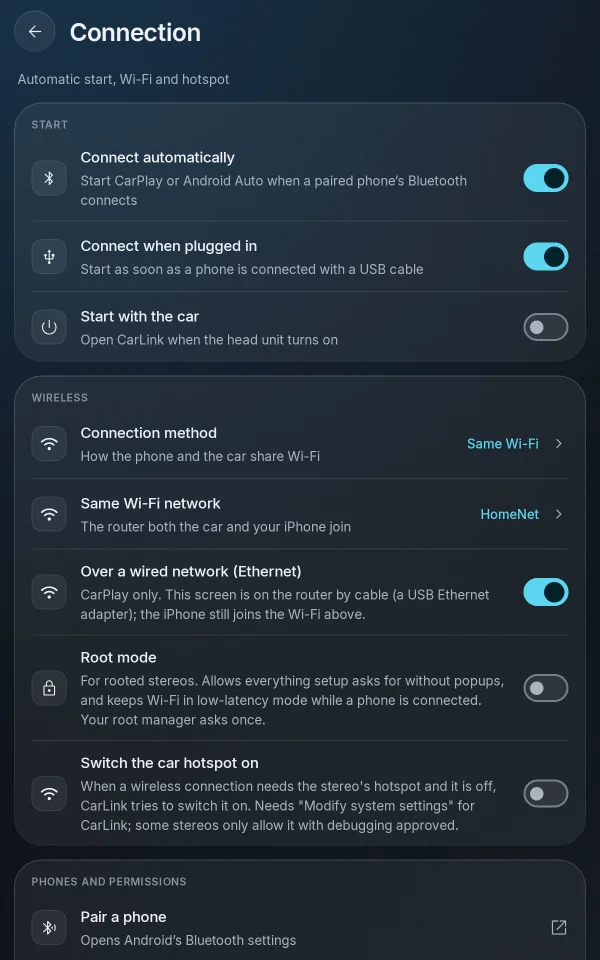 Connection
Automatic start, Wi-Fi and hotspot
START
Connect automatically
Start CarPlay or Android Auto when a paired phone’s Bluetooth
connects
Connect when plugged in
Start as soon as a phone is connected with a USB cable
Start with the car
Open CarLink when the head unit turns on
WIRELESS
Connection method
How the phone and the car share Wi-Fi
Same Wi-Fi
Same Wi-Fi network
The router both the car and your iPhone join
HomeNet
Over a wired network (Ethernet)
CarPlay only. This screen is on the router by cable (a USB Ethernet
adapter); the iPhone still joins the Wi-Fi above.
Root mode
For rooted stereos. Allows everything setup asks for without popups,
and keeps Wi-Fi in low-latency mode while a phone is connected.
Your root manager asks once.
Switch the car hotspot on
When a wireless connection needs the stereo's hotspot and it is off,
CarLink tries to switch it on. Needs "Modify system settings" for
CarLink; some stereos only allow it with debugging approved.
PHONES AND PERMISSIONS
Pair a phone
Opens Android’s Bluetooth settings